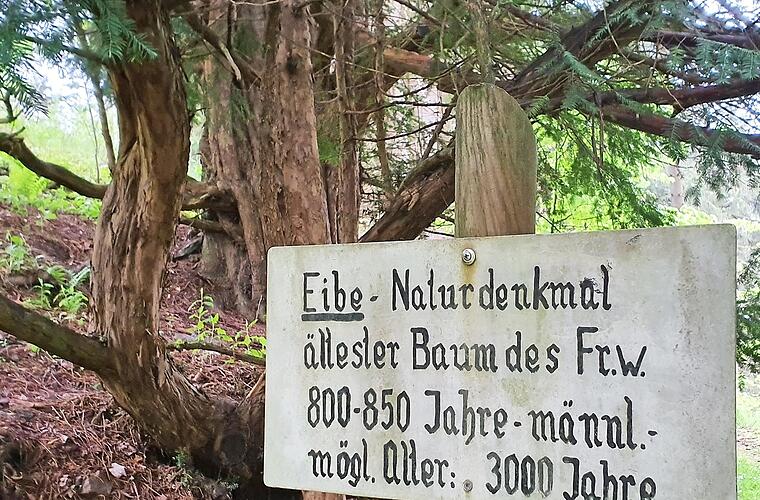 Eibe - Naturdenkmal
ältester Baum des Fr.W.
800-850 Jahre - männl.-
mögl. Alter: 3000 Jahre